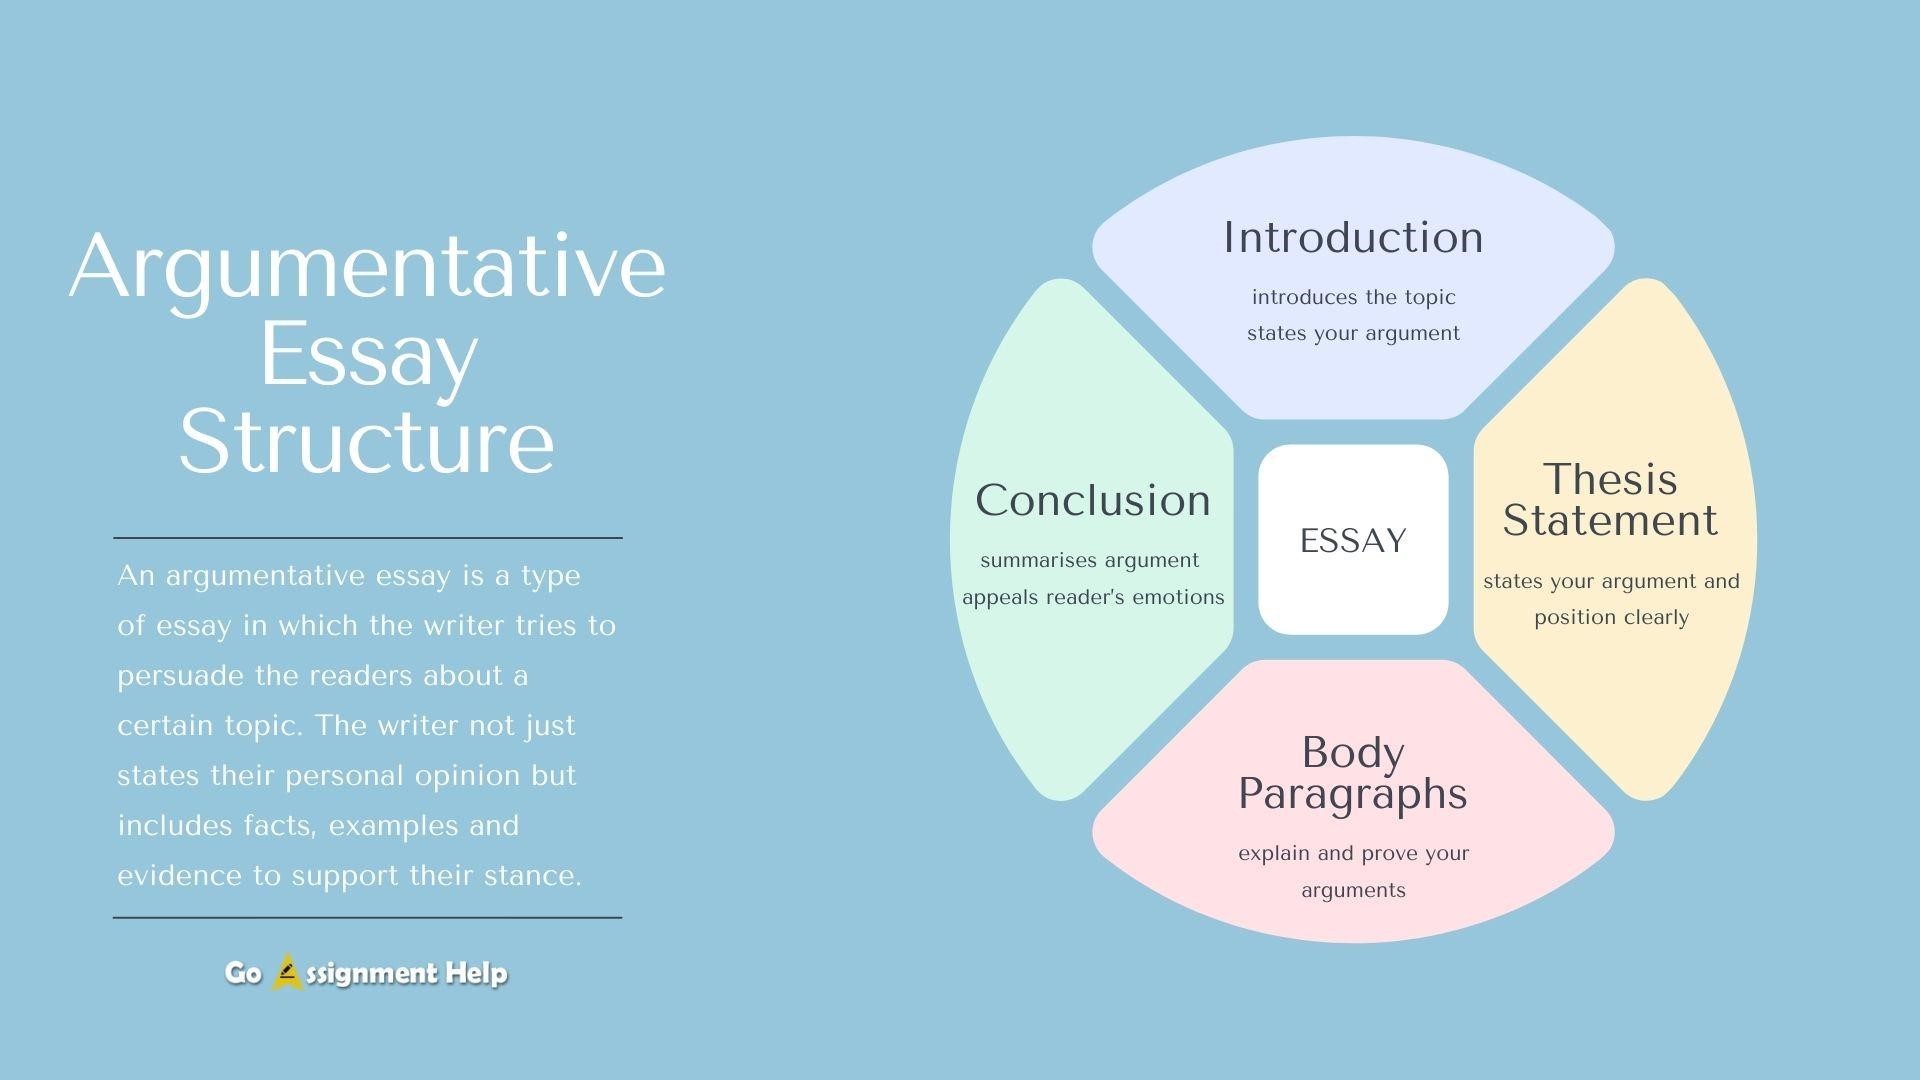 Argumentative
Essay
Structure
An argumentative essay is a type
of essay in which the writer tries to
persuade the readers about a
certain topic. The writer not just
states their personal opinion but
includes facts, examples and
evidence to support their stance.
Go Assignment Help
Introduction
introduces the topic
states your argument
Thesis
Statement
states your argument and
position clearly
Body
Paragraphs
explain and prove your
arguments
Conclusion
summarises argument
appeals reader's emotions
ESSAY